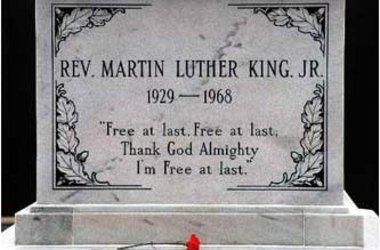 REV. MARTIN LUTHER KING, JR.
1929—1968
"Free at last, Free at last,
Thank God Almighty
I'm Free at last."